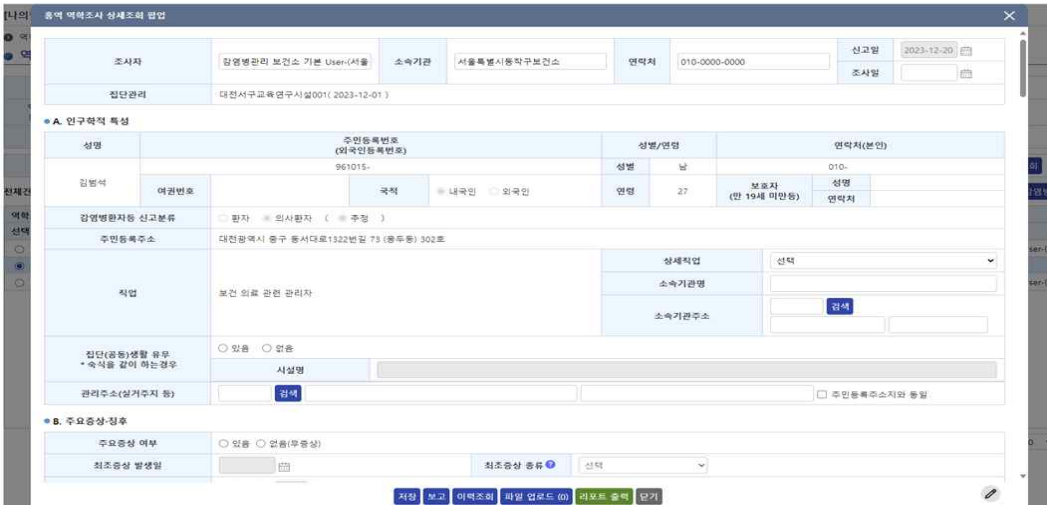 [나의
홍역 역학조사 상세조회 팝업
조사자 감염병관리 보건소 기본 User-(서울 소속기관 서울특별시동작구보건소 연락처 010-0000-0000 신고일 2023-12-20
조사일
집단관리 대전서구교육연구시설001( 2023-12-01 )
A. 인구학적 특성
성명 주민등록번호 (외국인등록번호) 성별/연령 연락처(본인)
김범석 961015- 성별 남 010-
여권번호 국적 내국인 외국인 연령 27 보호자 (만 19세 미만등) 성명
연락처
감염병환자등 신고분류 환자 의사환자 ( 추정 )
주민등록주소 대전광역시 중구 동서대로1322번길 73 (용두동) 302호
직업 보건 의료 관련 관리자 상세직업 선택
소속기관명
소속기관주소 검색
집단(공동)생활 유무
* 숙식을 같이 하는경우 있음 없음
시설명
관리주소(실거주지 등) 검색 주민등록주소지와 동일
B. 주요증상·징후
주요증상 여부 있음 없음(무증상)
최초증상 발생일 최초증상 종류 선택
저장 보고 이력조회 파일 업로드 (0) 리포트 출력 닫기
전체건
역학
선택